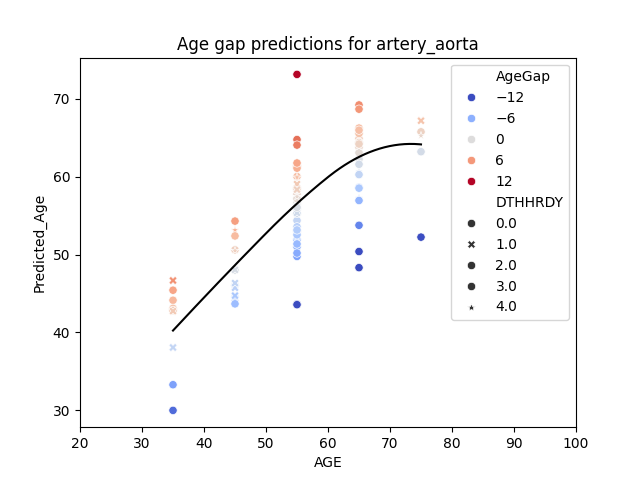 Age gap predictions for artery_aorta
Predicted_Age
70
60
50
40
30
20 30 40 50 60 70 80 90 100
AGE
AgeGap
−12
−6
0
6
12
DTHHRDY
0.0
1.0
2.0
3.0
4.0